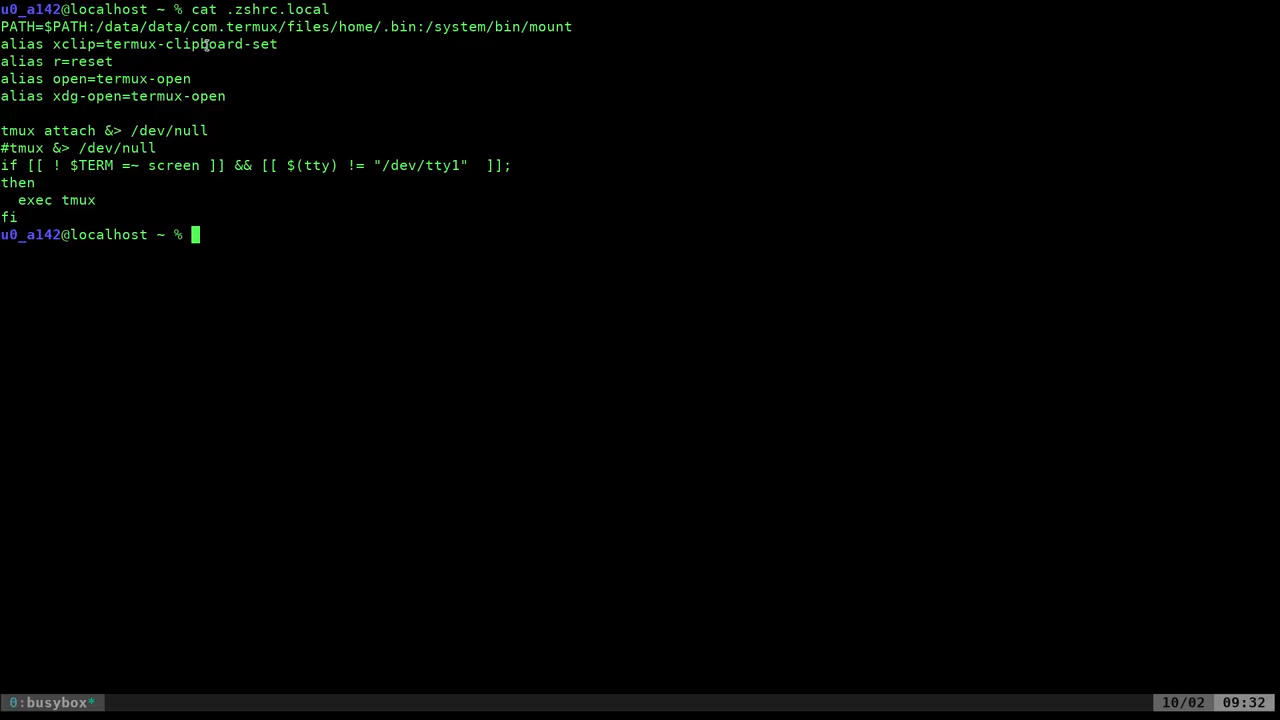 u0_a142@localhost ~ % cat .zshrc.local
PATH=$PATH:/data/data/com.termux/files/home/.bin:/system/bin/mount
alias xclip=termux-clipboard-set
alias r=reset
alias open=termux-open
alias xdg-open=termux-open

tmux attach &> /dev/null
#tmux &> /dev/null
if [[ ! $TERM =~ screen ]] && [[ $(tty) != "/dev/tty1"  ]];
then
  exec tmux
fi
u0_a142@localhost ~ %
0:busybox* 10/02 09:32